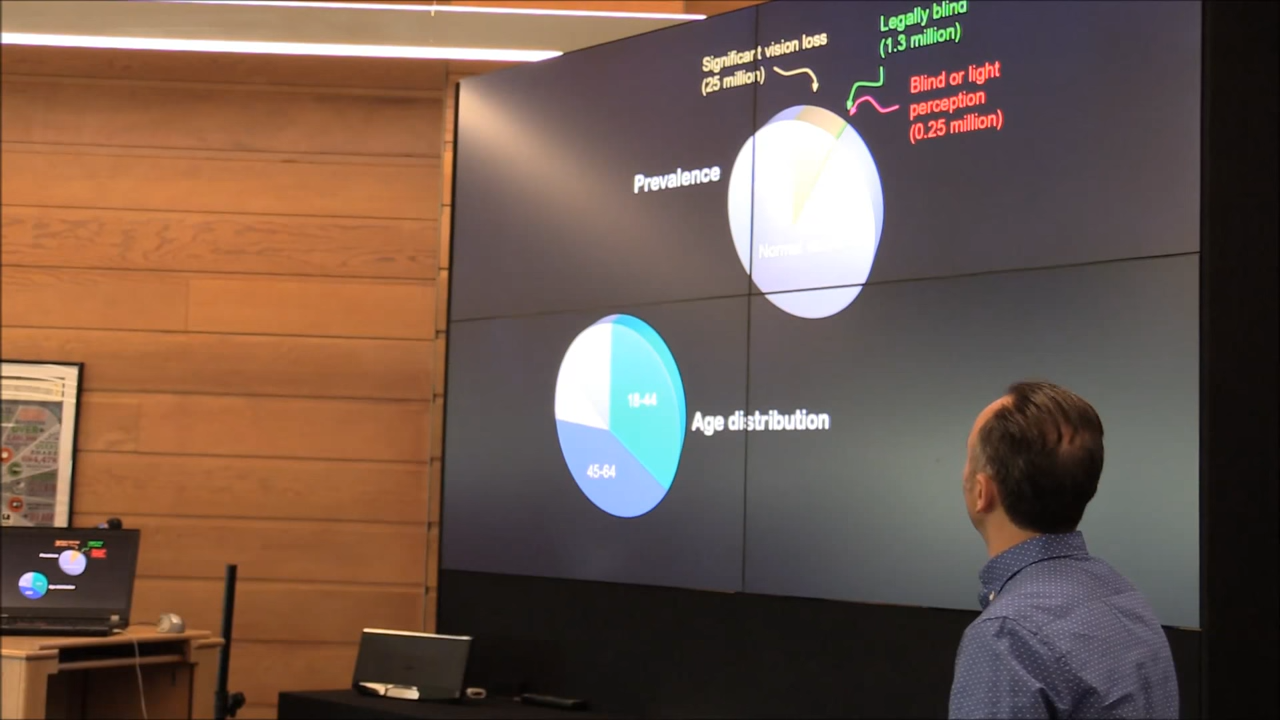 Significant vision loss
(25 million)
Legally blind
(1.3 million)
Blind or light
perception
(0.25 million)
Prevalence
18-44
45-64
Age distribution